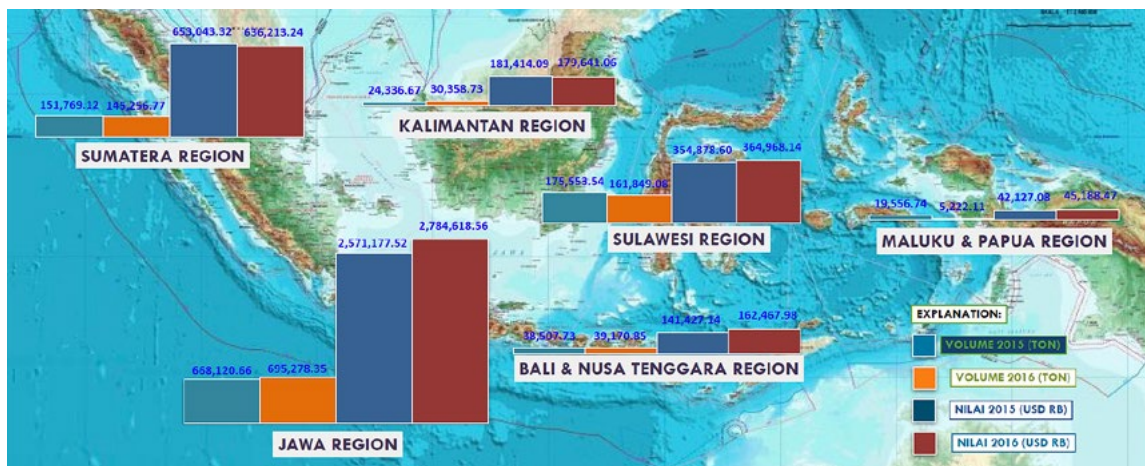 653,043.32
636,213.24
151,769.12
145,256.77
SUMATERA REGION
181,414.09
179,641.06
24,336.67
30,358.73
KALIMANTAN REGION
354,878.60
364,968.14
175,553.54
161,849.08
SULAWESI REGION
19,556.74
5,222.11
42,127.08
45,188.47
MALUKU & PAPUA REGION
2,571,177.52
2,784,618.56
668,120.66
695,278.35
JAWA REGION
38,507.73
39,170.85
141,427.14
162,467.98
BALI & NUSA TENGGARA REGION
EXPLANATION:
VOLUME 2015 (TON)
VOLUME 2016 (TON)
NILAI 2015 (USD RB)
NILAI 2016 (USD RB)